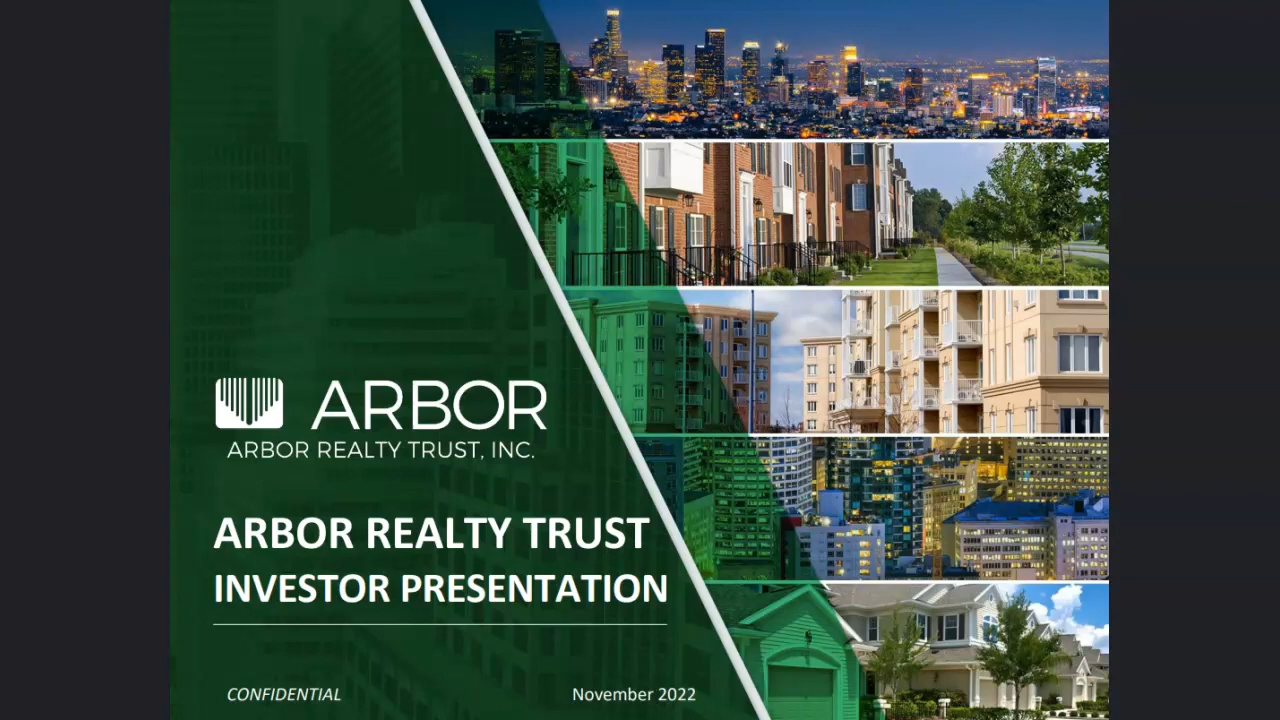 ARBOR
ARBOR REALTY TRUST, INC.
ARBOR REALTY TRUST
INVESTOR PRESENTATION
CONFIDENTIAL
November 2022